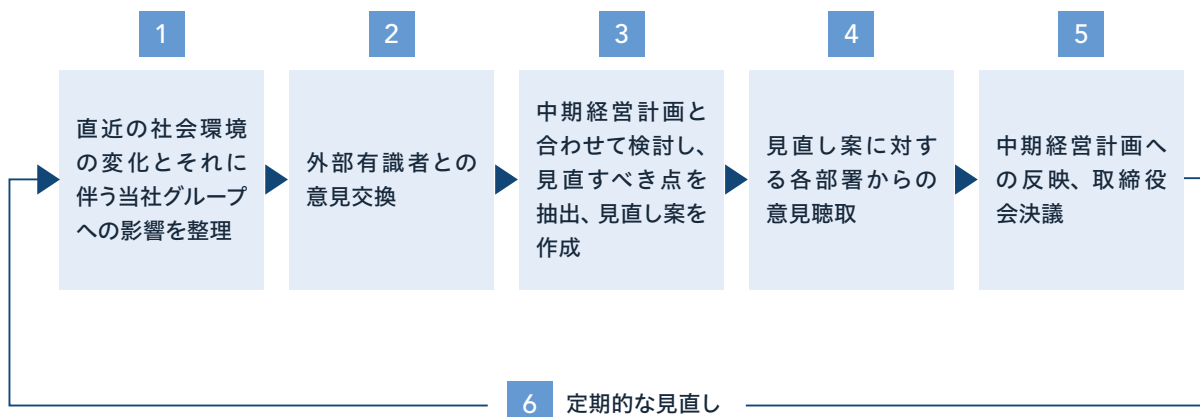 1
直近の社会環境
の変化とそれに
伴う当社グループ
への影響を整理
2
外部有識者との
意見交換
3
中期経営計画と
合わせて検討し、
見直すべき点を
抽出、見直し案を
作成
4
見直し案に対す
る各部署からの
意見聴取
5
中期経営計画へ
の反映、取締役
会決議
6 定期的な見直し